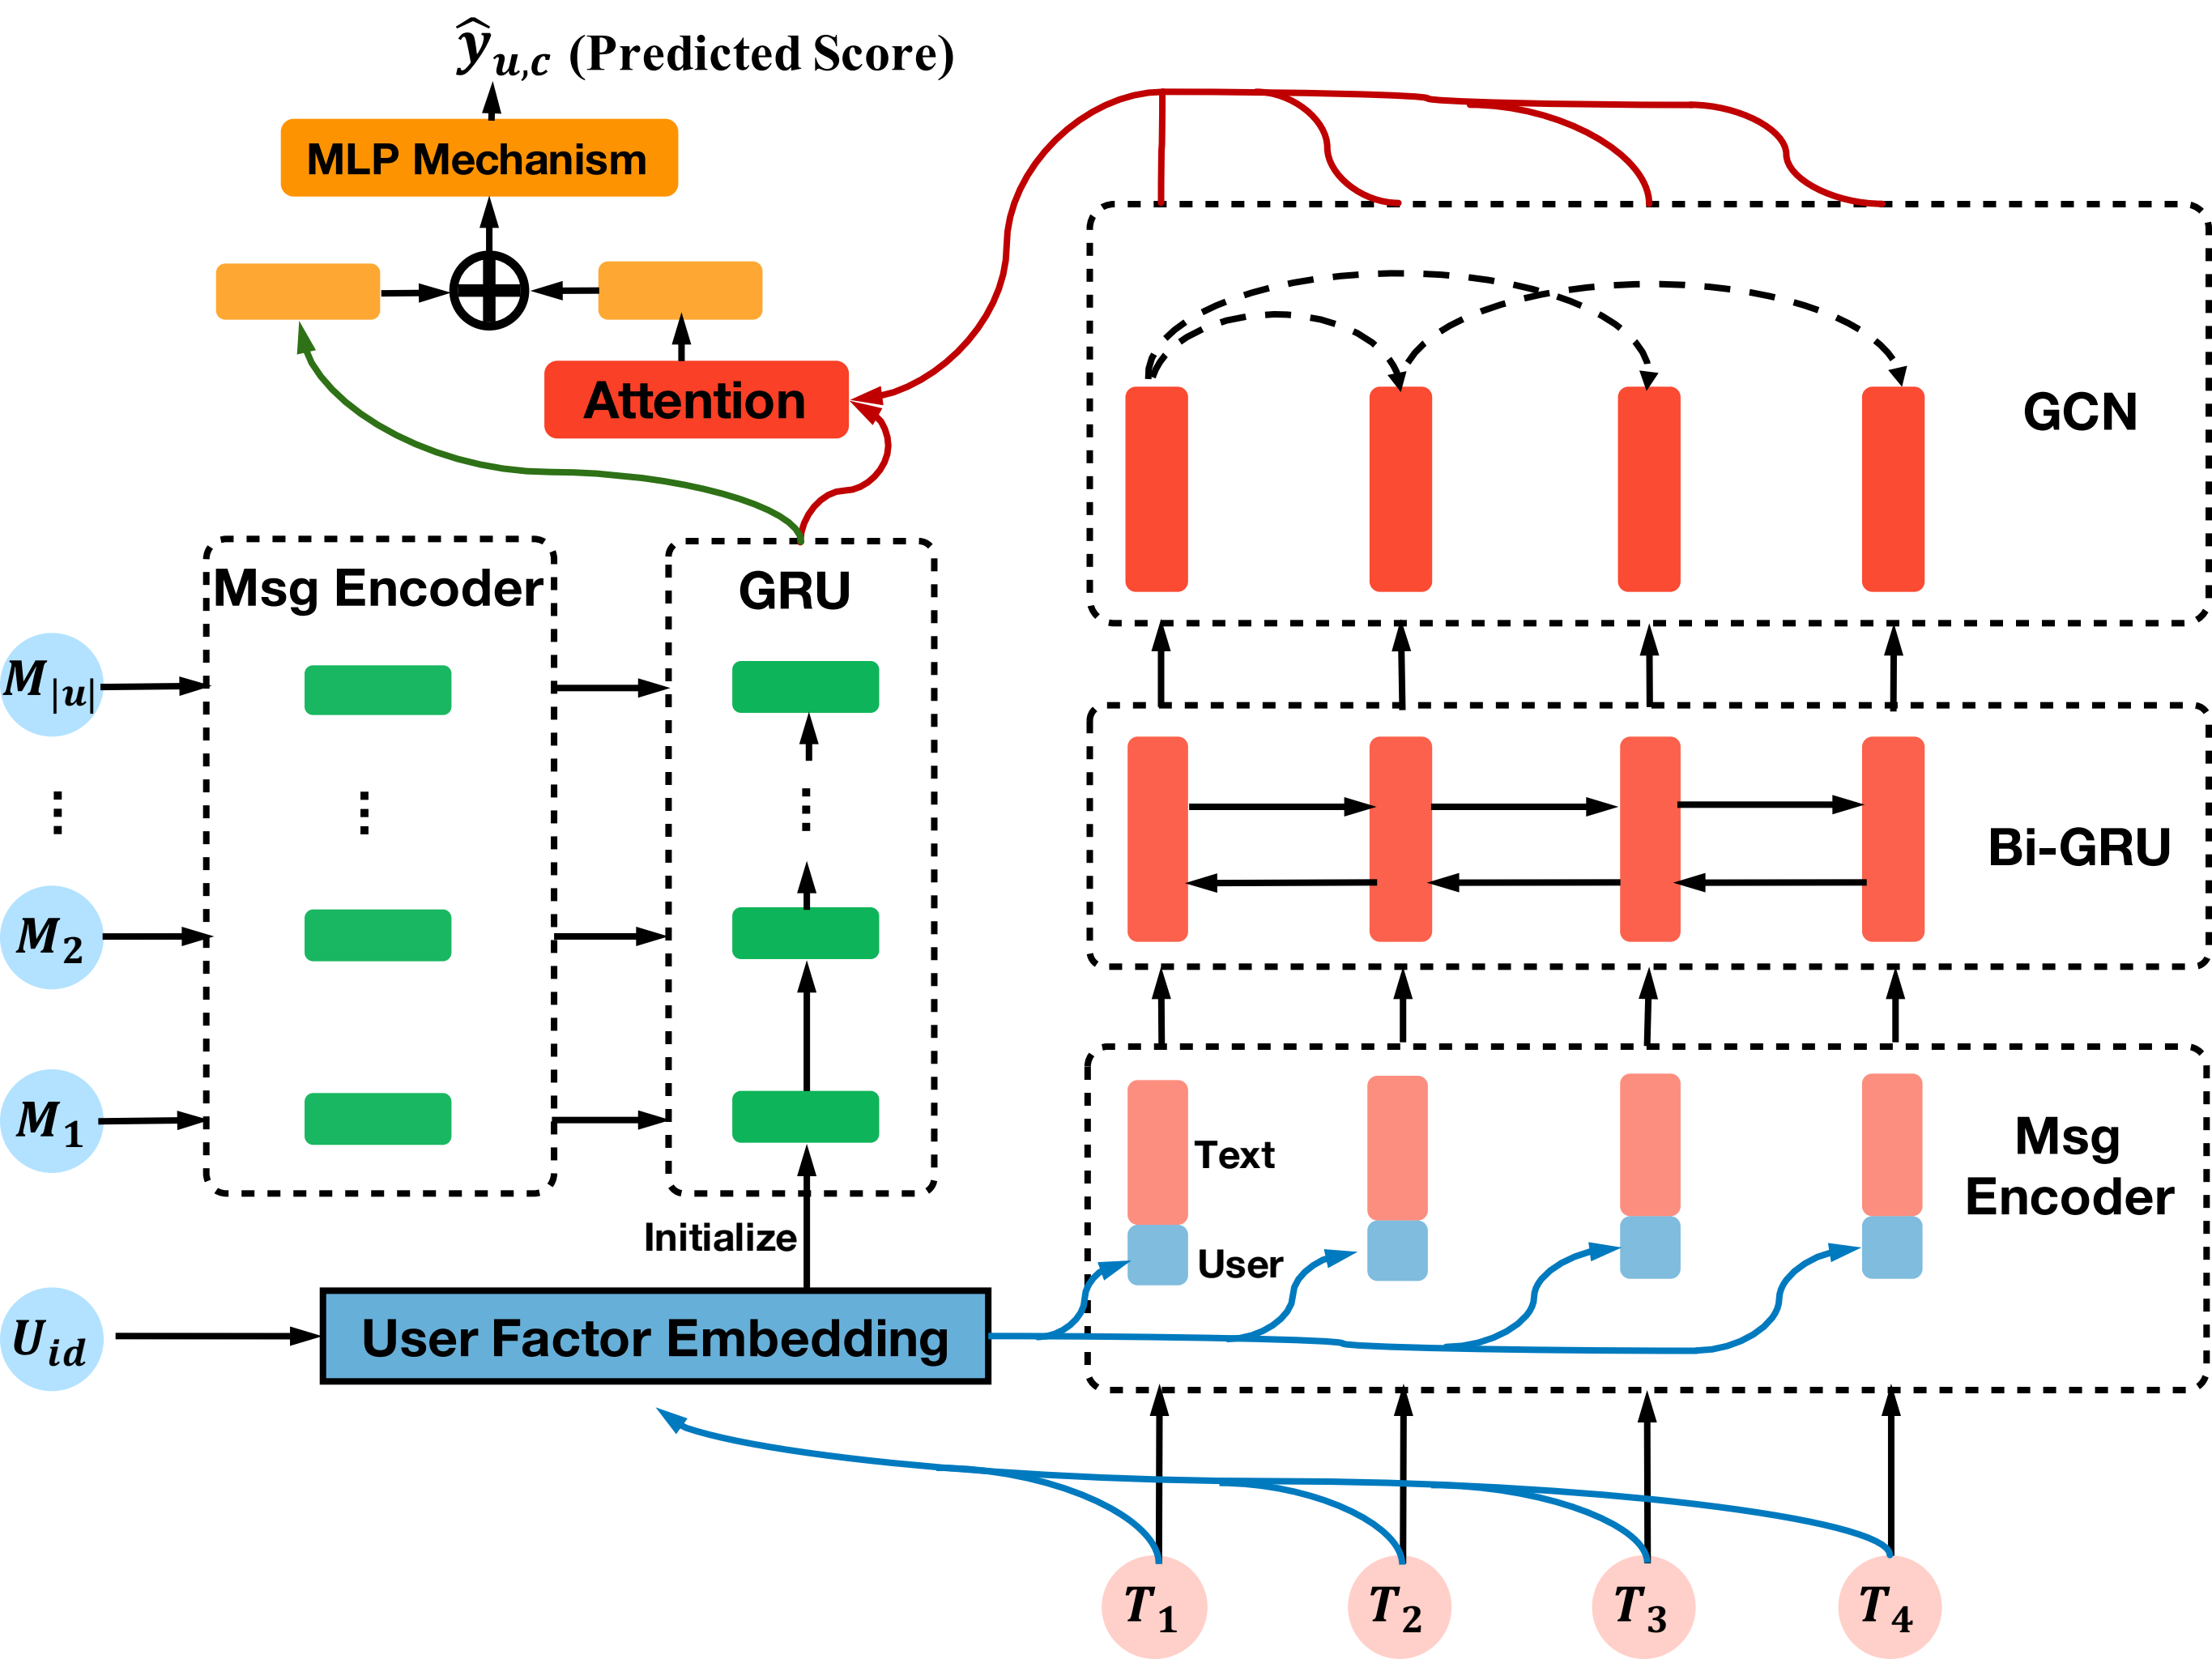 ŷu,c (Predicted Score)
MLP Mechanism
Attention
GCN
Msg Encoder
GRU
M|u|
Bi-GRU
M2
M1
Text
Msg
Encoder
User
Initialize
Uid
User Factor Embedding
T1
T2
T3
T4